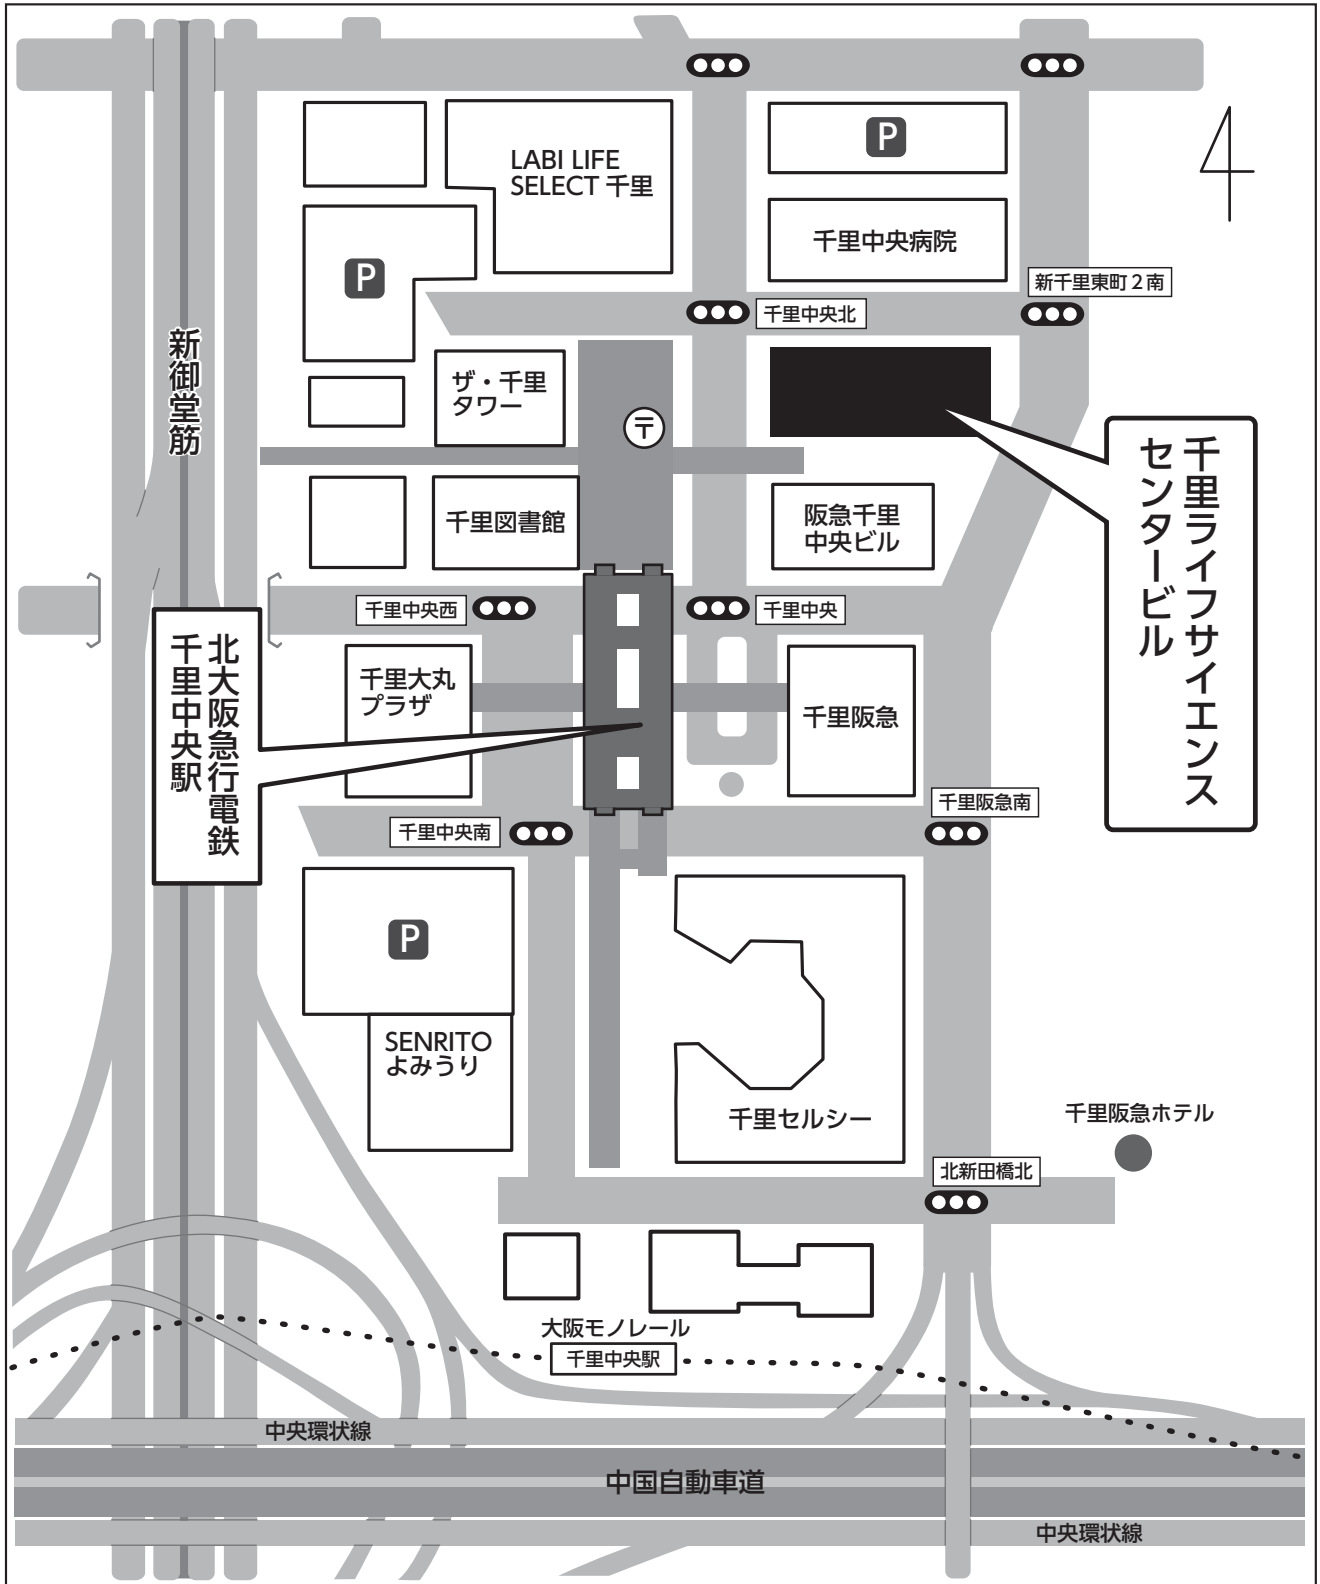 LABI LIFE
SELECT 千里
P
千里中央病院
P
新千里東町2南
千里中央北
新御堂筋
ザ・千里
タワー
〒
千里ライフサイエンス
センタービル
千里図書館
阪急千里
中央ビル
千里中央西
千里中央
北大阪急行電鉄
千里中央駅
千里大丸
プラザ
千里阪急
千里阪急南
千里中央南
P
SENRITO
よみうり
千里セルシー
千里阪急ホテル
北新田橋北
大阪モノレール
千里中央駅
中央環状線
中国自動車道
中央環状線